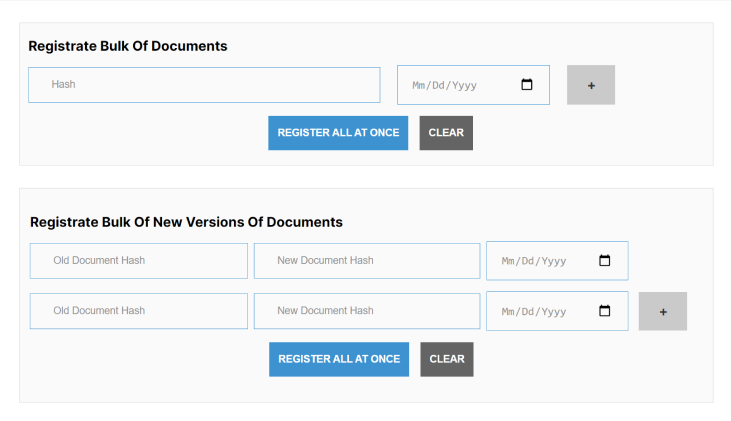 Registrate Bulk Of Documents
Hash Mm/Dd/Yyyy +
REGISTER ALL AT ONCE CLEAR
Registrate Bulk Of New Versions Of Documents
Old Document Hash New Document Hash Mm/Dd/Yyyy
Old Document Hash New Document Hash Mm/Dd/Yyyy +
REGISTER ALL AT ONCE CLEAR